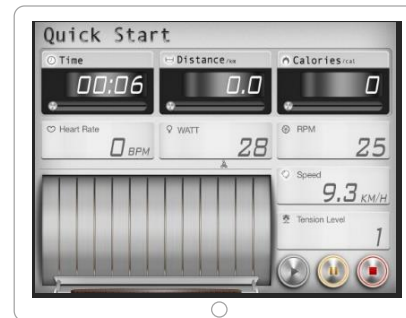 Quick Start
Time Distance/km Calories/cal
00:06 0.0 0
Heart Rate WATT RPM
0 BPM 28 25
Speed
9.3 KM/H
Tension Level
1